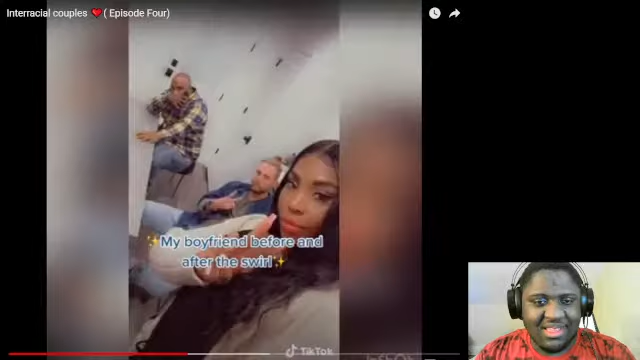 Interracial couples ❤️( Episode Four)
✨My boyfriend before and
after the swirl✨
TikTok